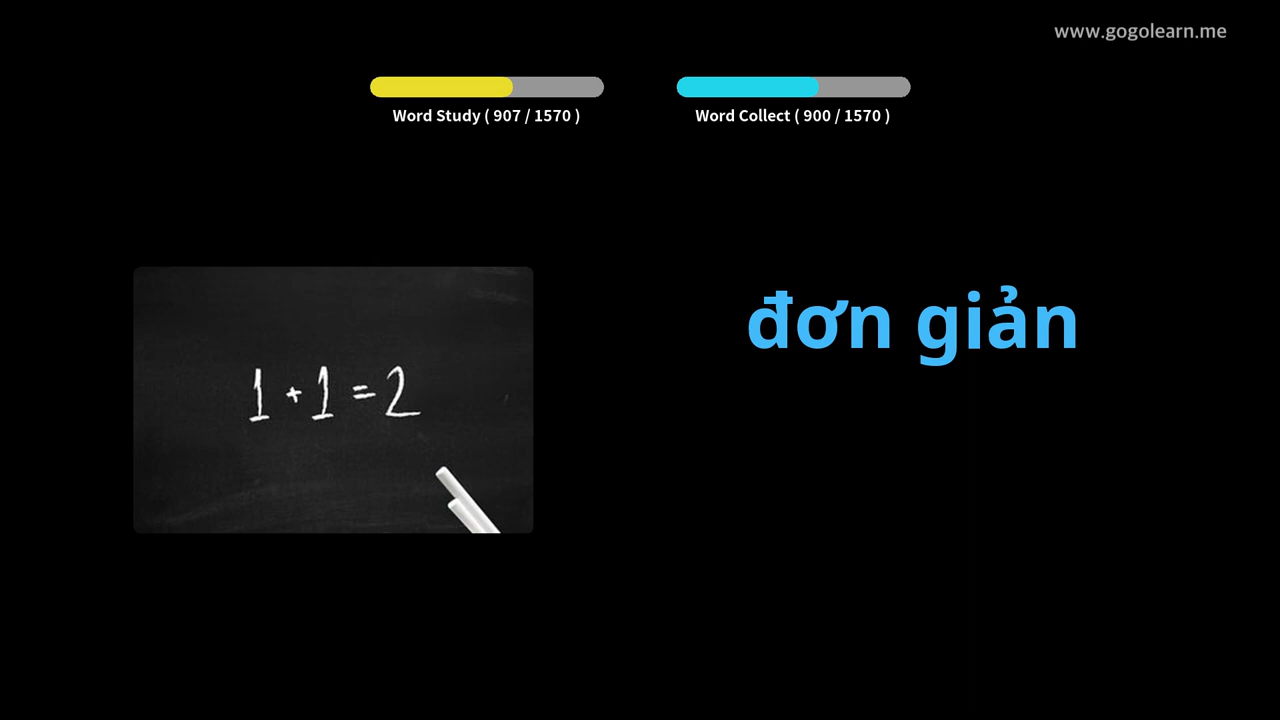 www.gogolearn.me
Word Study ( 907 / 1570 )
Word Collect ( 900 / 1570 )
đơn giản
1 + 1 = 2